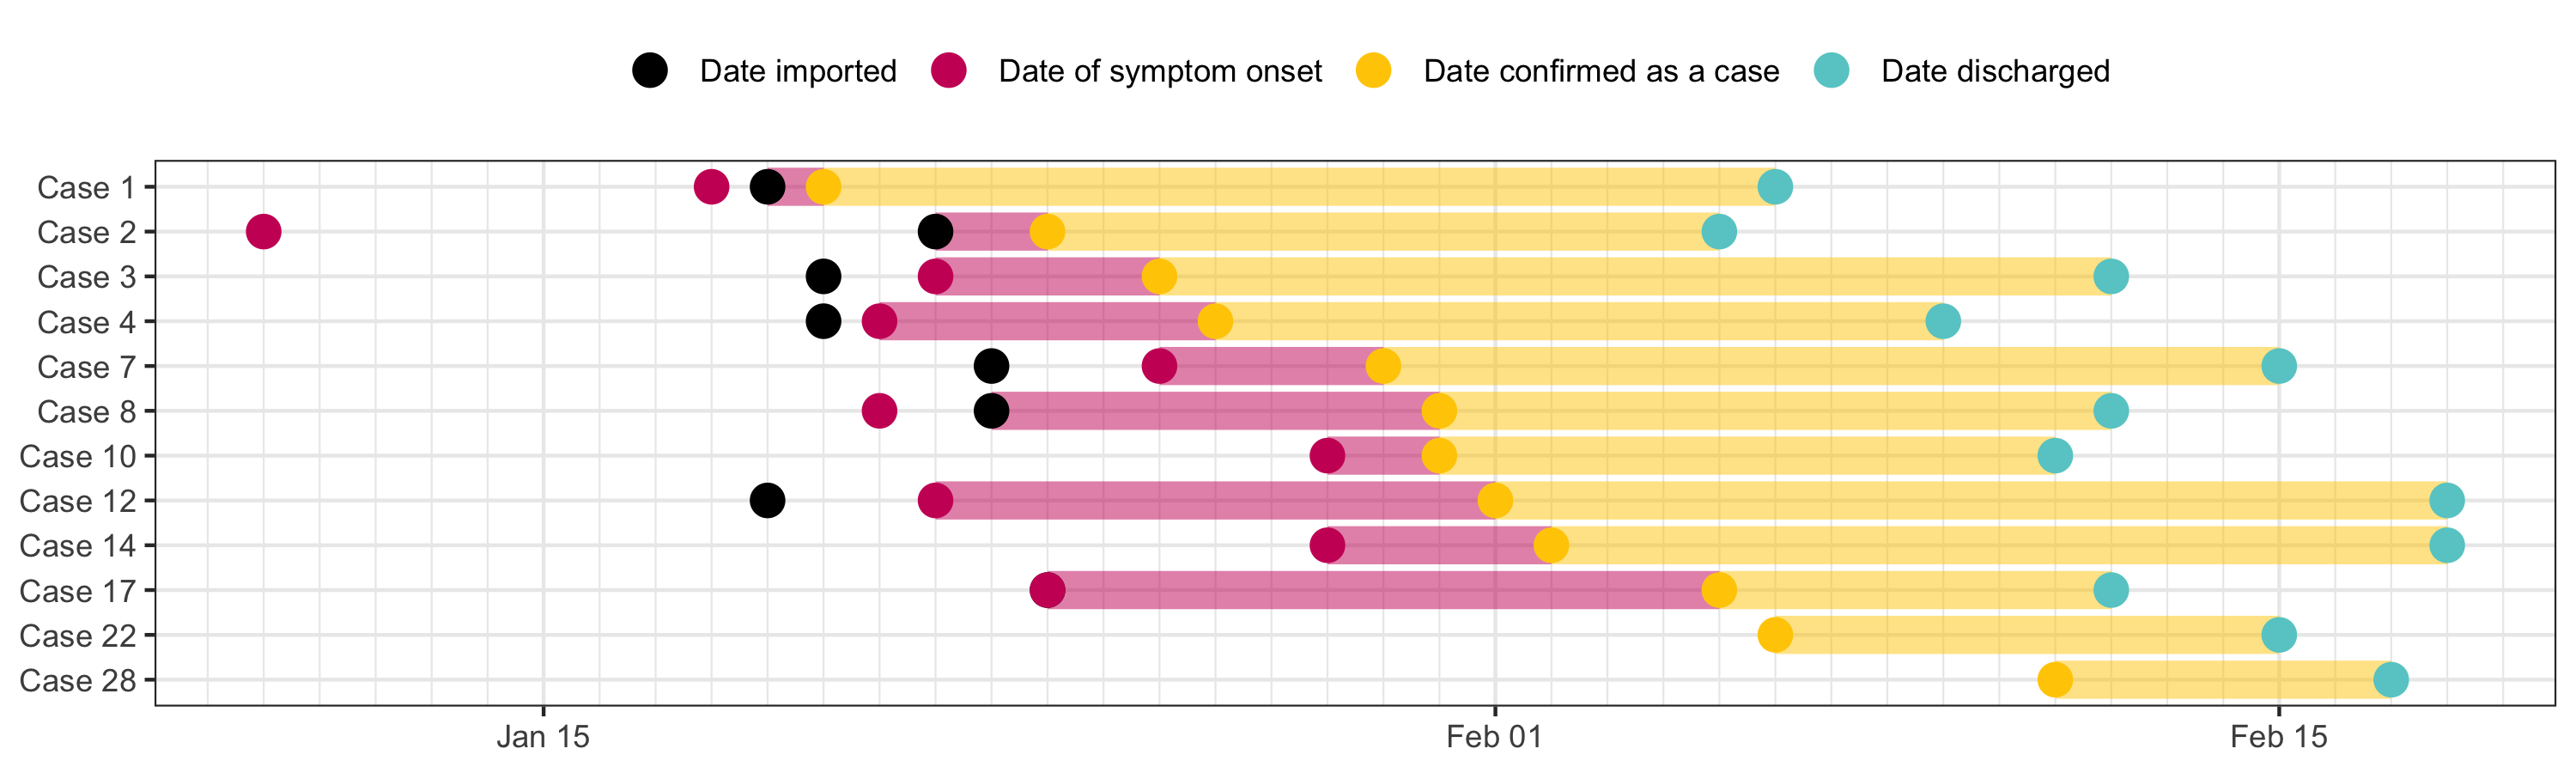 Date imported Date of symptom onset Date confirmed as a case Date discharged
Case 1
Case 2
Case 3
Case 4
Case 7
Case 8
Case 10
Case 12
Case 14
Case 17
Case 22
Case 28
Jan 15 Feb 01 Feb 15